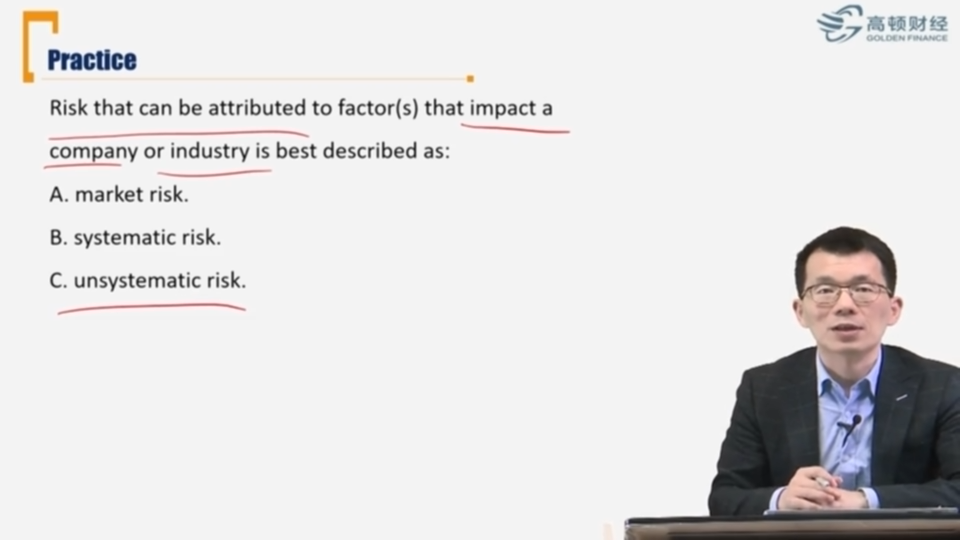 高顿财经
GOLDEN FINANCE
Practice
Risk that can be attributed to factor(s) that impact a
company or industry is best described as:
A. market risk.
B. systematic risk.
C. unsystematic risk.